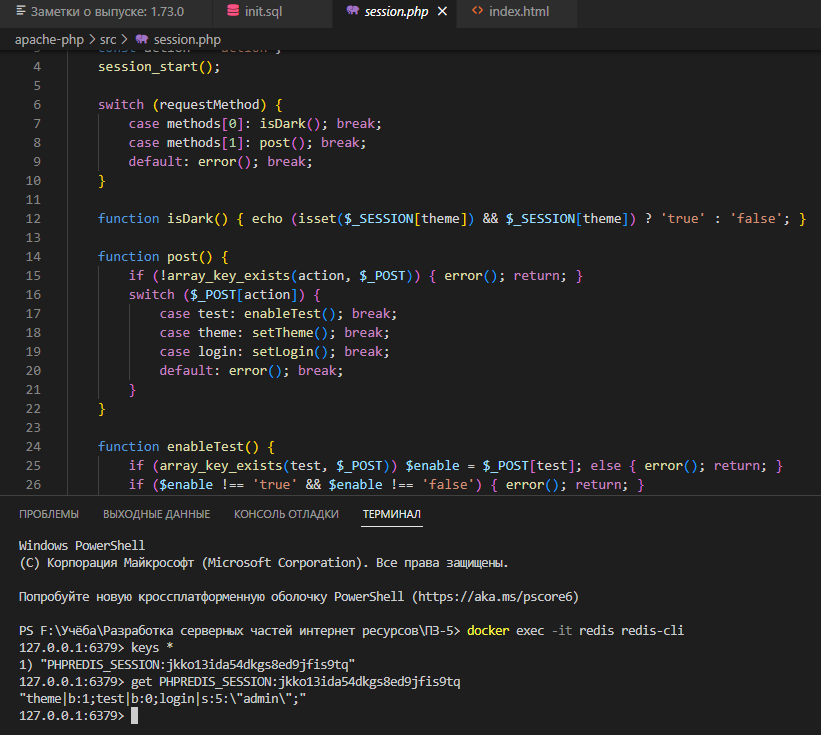 Заметки о выпуске: 1.73.0 init.sql session.php index.html
apache-php > src > session.php
4 session_start();
5
6 switch (requestMethod) {
7 case methods[0]: isDark(); break;
8 case methods[1]: post(); break;
9 default: error(); break;
10 }
11
12 function isDark() { echo (isset($_SESSION[theme]) && $_SESSION[theme]) ? 'true' : 'false'; }
13
14 function post() {
15 if (!array_key_exists(action, $_POST)) { error(); return; }
16 switch ($_POST[action]) {
17 case test: enableTest(); break;
18 case theme: setTheme(); break;
19 case login: setLogin(); break;
20 default: error(); break;
21 }
22 }
23
24 function enableTest() {
25 if (array_key_exists(test, $_POST)) $enable = $_POST[test]; else { error(); return; }
26 if ($enable !== 'true' && $enable !== 'false') { error(); return; }
ПРОБЛЕМЫ ВЫХОДНЫЕ ДАННЫЕ КОНСОЛЬ ОТЛАДКИ ТЕРМИНАЛ
Windows PowerShell
(C) Корпорация Майкрософт (Microsoft Corporation). Все права защищены.
Попробуйте новую кроссплатформенную оболочку PowerShell (https://aka.ms/pscore6)
PS F:\Учёба\Разработка серверных частей интернет ресурсов\ПЗ-5> docker exec -it redis redis-cli
127.0.0.1:6379> keys *
1) "PHPREDIS_SESSION:jkko13ida54dkgs8ed9jfis9tq"
127.0.0.1:6379> get PHPREDIS_SESSION:jkko13ida54dkgs8ed9jfis9tq
"theme|b:1;test|b:0;login|s:5:\"admin\";"
127.0.0.1:6379>